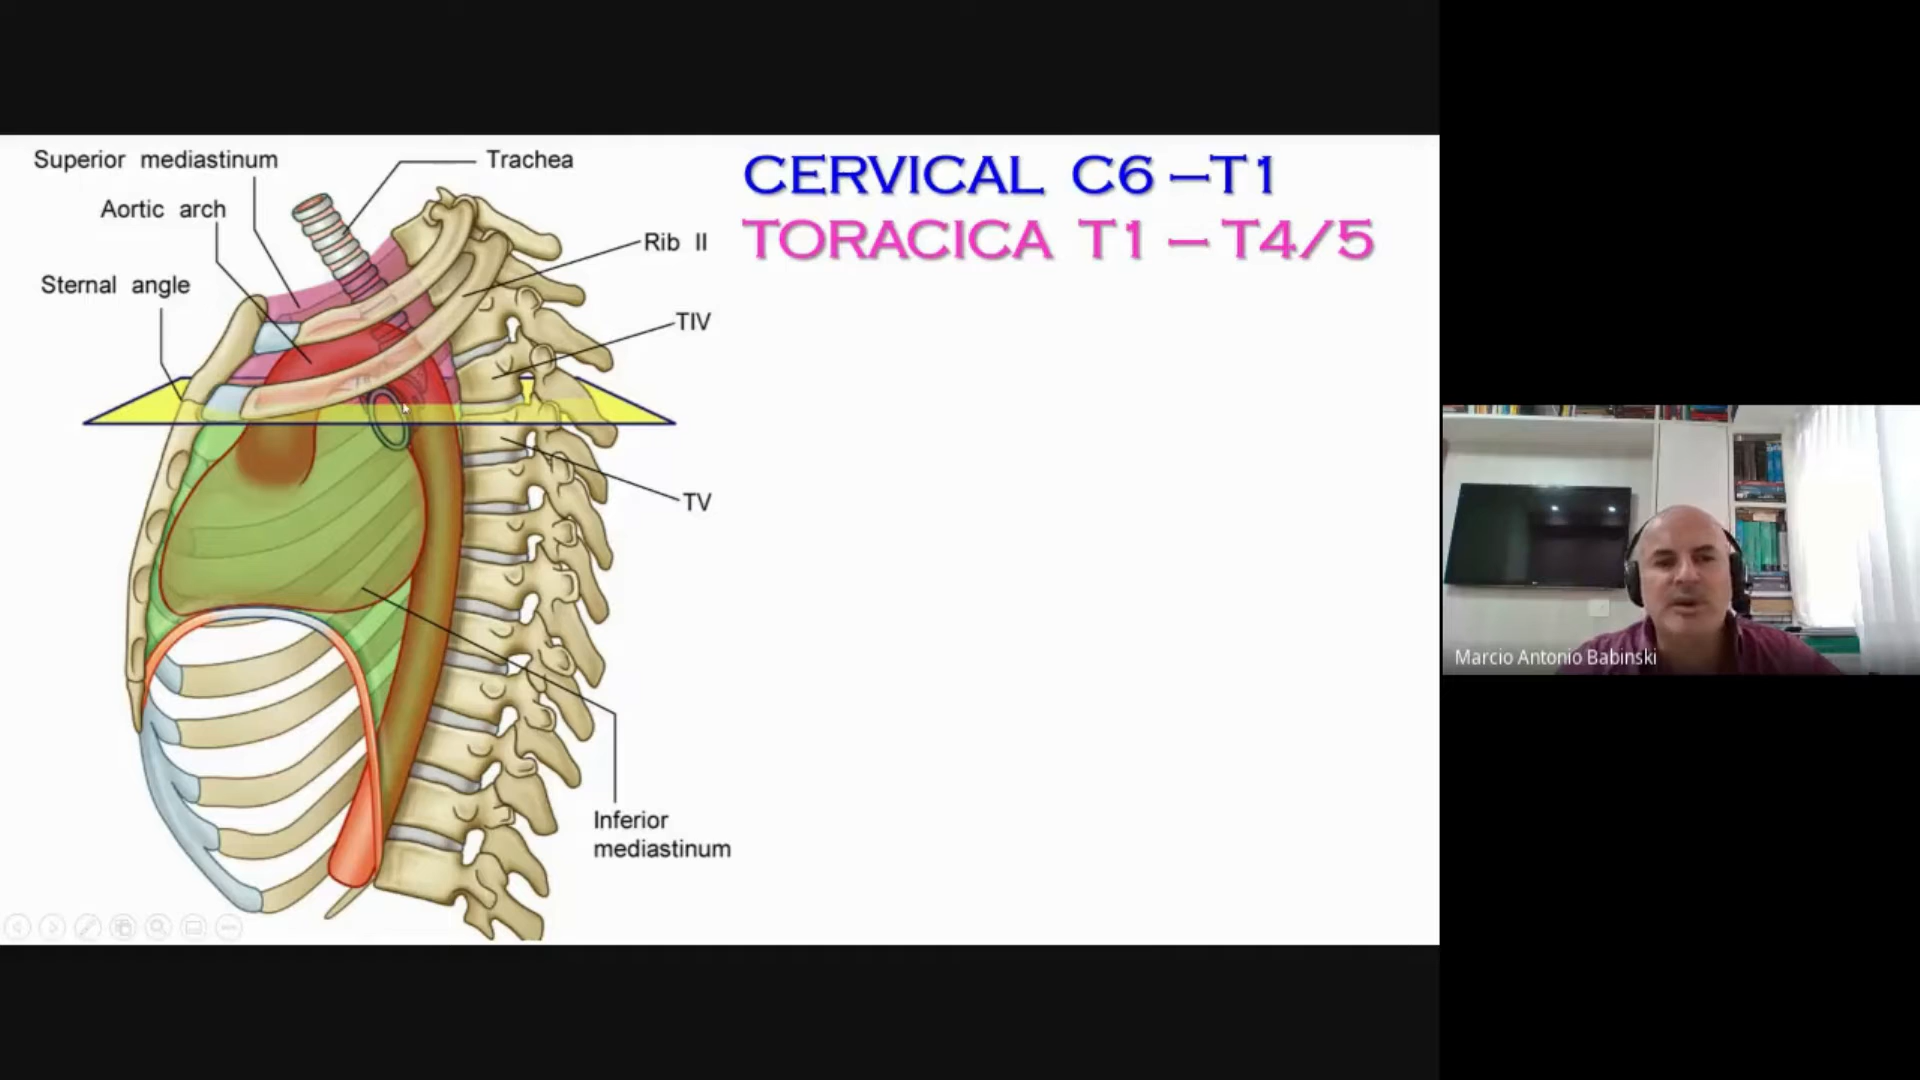 Superior mediastinum
Trachea
Aortic arch
Rib II
Sternal angle
TIV
TV
Inferior
mediastinum
CERVICAL C6 – T1
TORACICA T1 – T4/5
Marcio Antonio Babinski